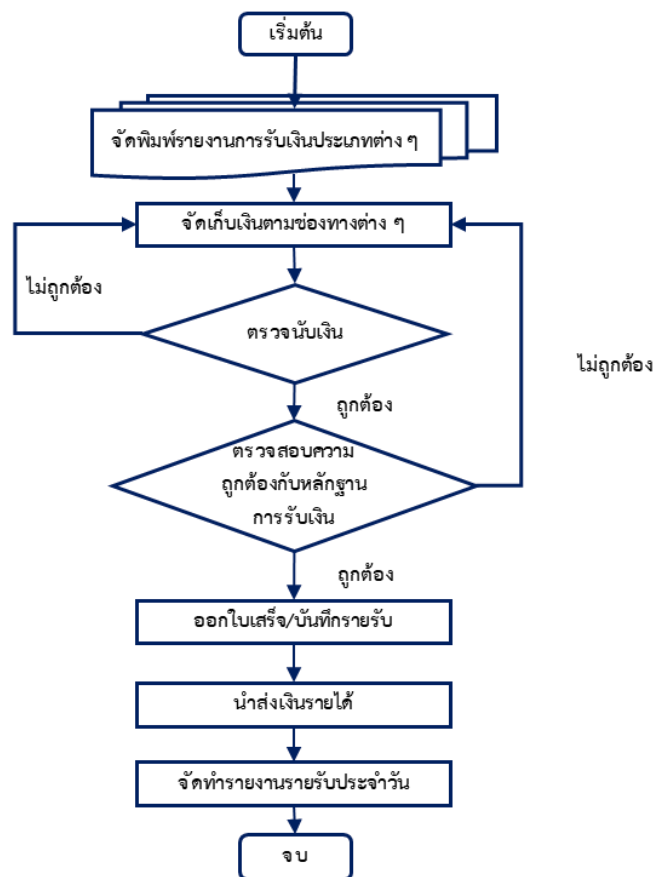 เริ่มต้น
จัดพิมพ์รายงานการรับเงินประเภทต่าง ๆ
จัดเก็บเงินตามช่องทางต่าง ๆ
ไม่ถูกต้อง
ตรวจนับเงิน
ไม่ถูกต้อง
ถูกต้อง
ตรวจสอบความ
ถูกต้องกับหลักฐาน
การรับเงิน
ถูกต้อง
ออกใบเสร็จ/บันทึกรายรับ
นำส่งเงินรายได้
จัดทำรายงานรายรับประจำวัน
จบ